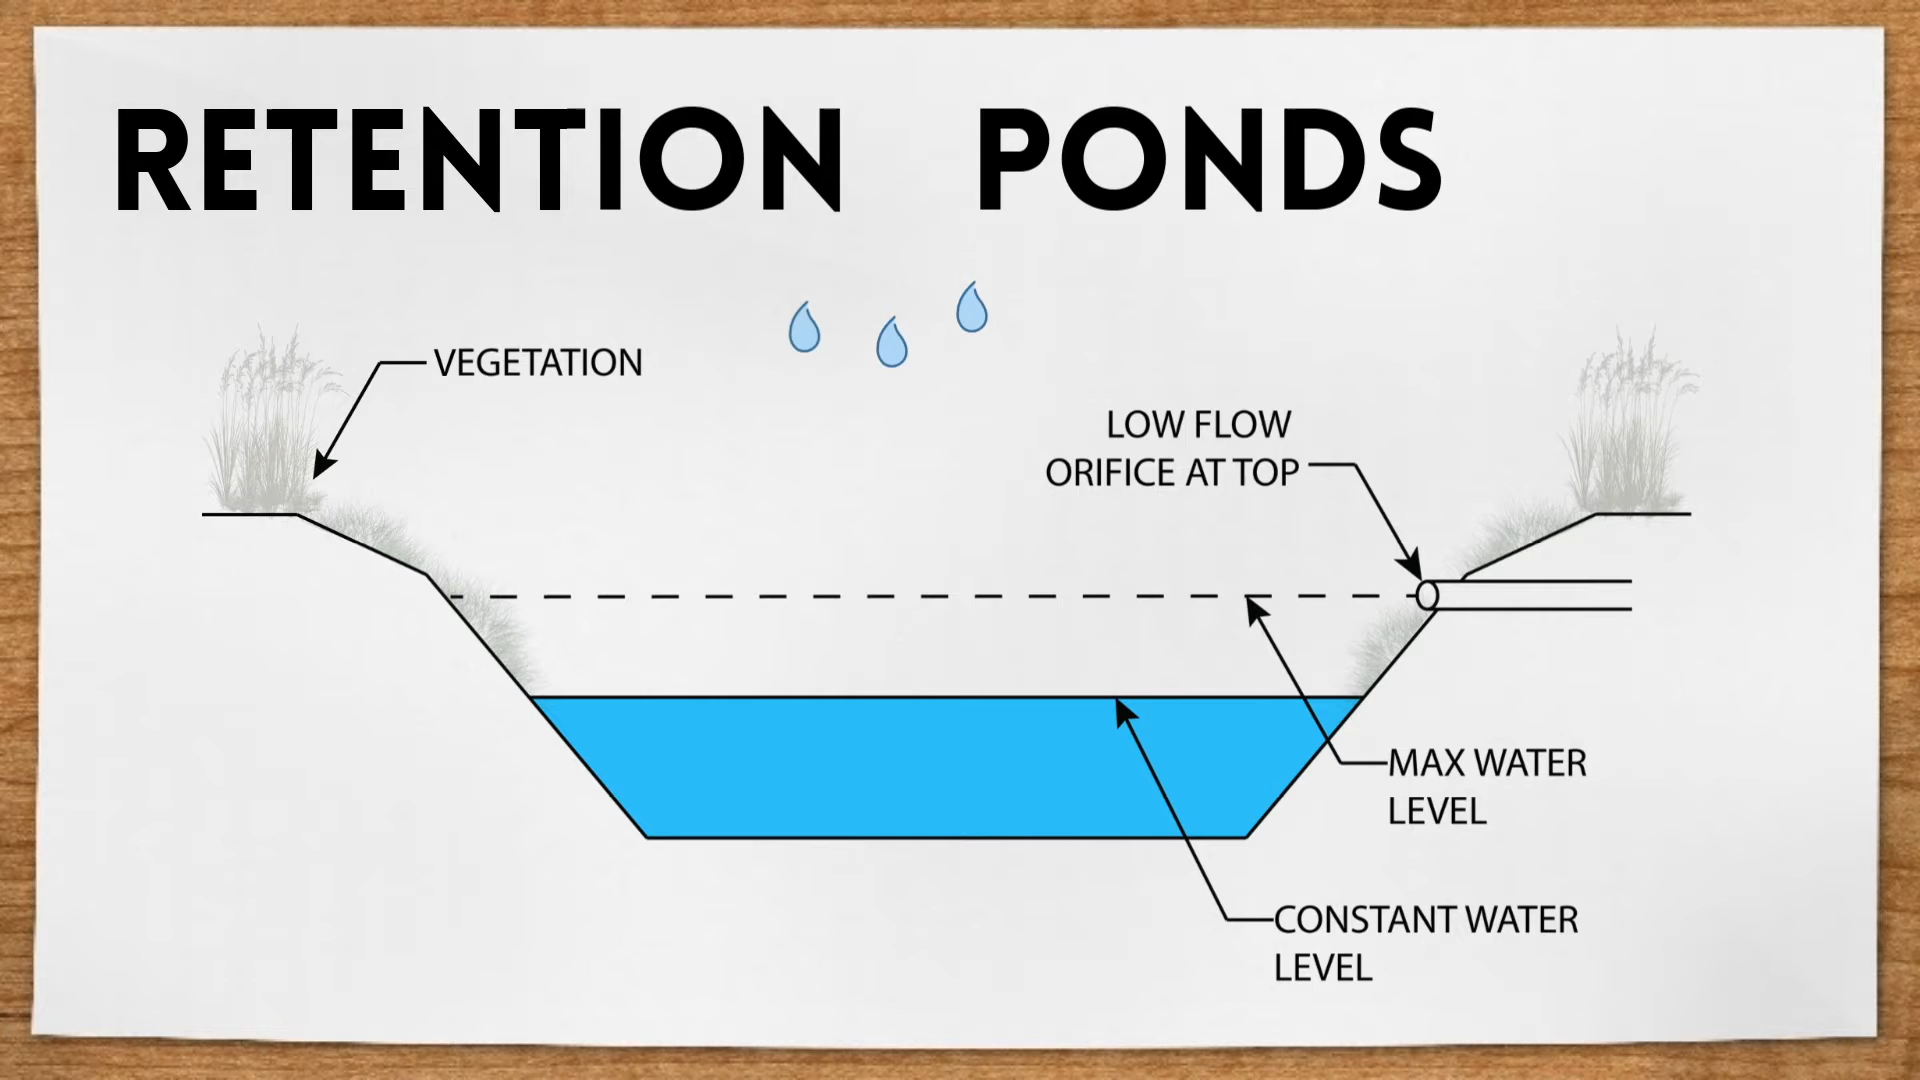 RETENTION PONDS
VEGETATION
LOW FLOW
ORIFICE AT TOP
MAX WATER
LEVEL
CONSTANT WATER
LEVEL